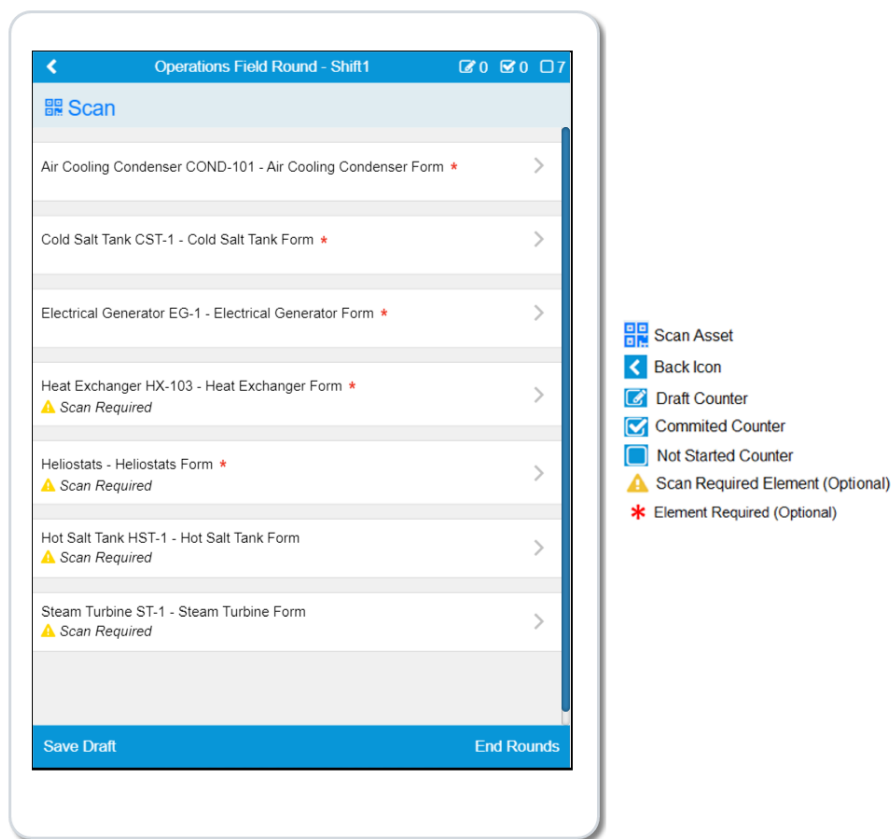 Operations Field Round - Shift1 0 0 7
Scan
Air Cooling Condenser COND-101 - Air Cooling Condenser Form *
Cold Salt Tank CST-1 - Cold Salt Tank Form *
Electrical Generator EG-1 - Electrical Generator Form *
Heat Exchanger HX-103 - Heat Exchanger Form *
Scan Required
Heliostats - Heliostats Form *
Scan Required
Hot Salt Tank HST-1 - Hot Salt Tank Form
Scan Required
Steam Turbine ST-1 - Steam Turbine Form
Scan Required
Save Draft End Rounds
Scan Asset
Back Icon
Draft Counter
Commited Counter
Not Started Counter
Scan Required Element (Optional)
* Element Required (Optional)